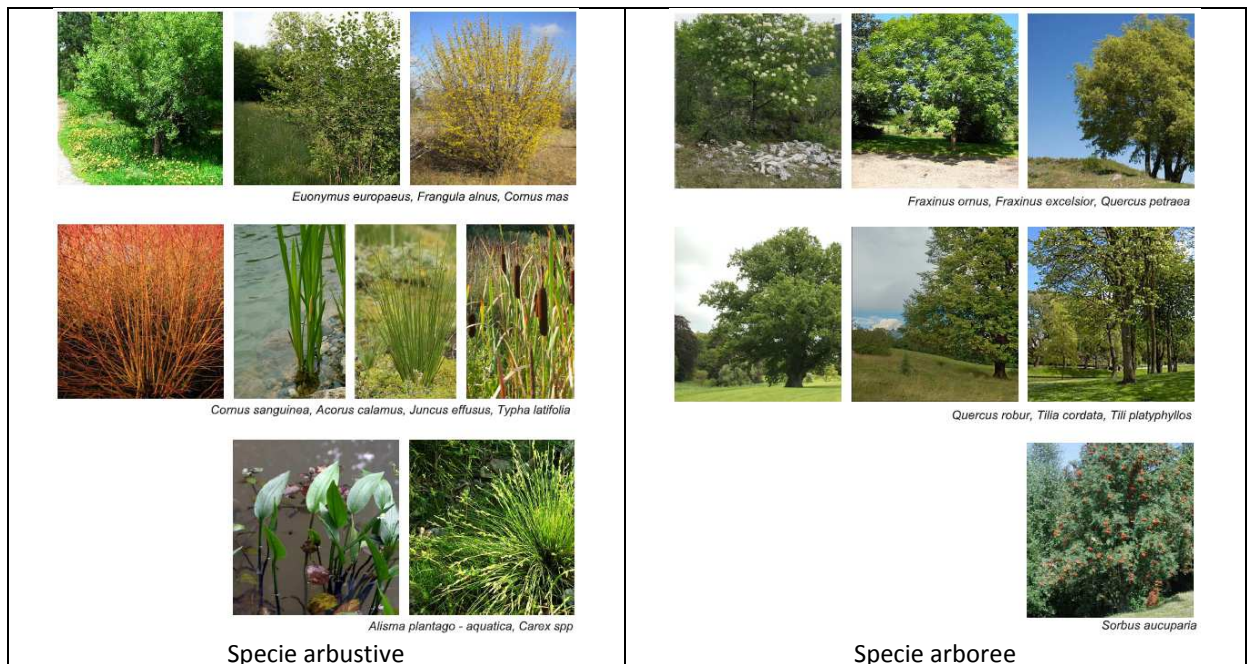 Euonymus europaeus, Frangula alnus, Cornus mas
Cornus sanguinea, Acorus calamus, Juncus effusus, Typha latifolia
Alisma plantago - aquatica, Carex spp
Specie arbustive
Fraxinus ornus, Fraxinus excelsior, Quercus petraea
Quercus robur, Tilia cordata, Tili platyphyllos
Sorbus aucuparia
Specie arboree